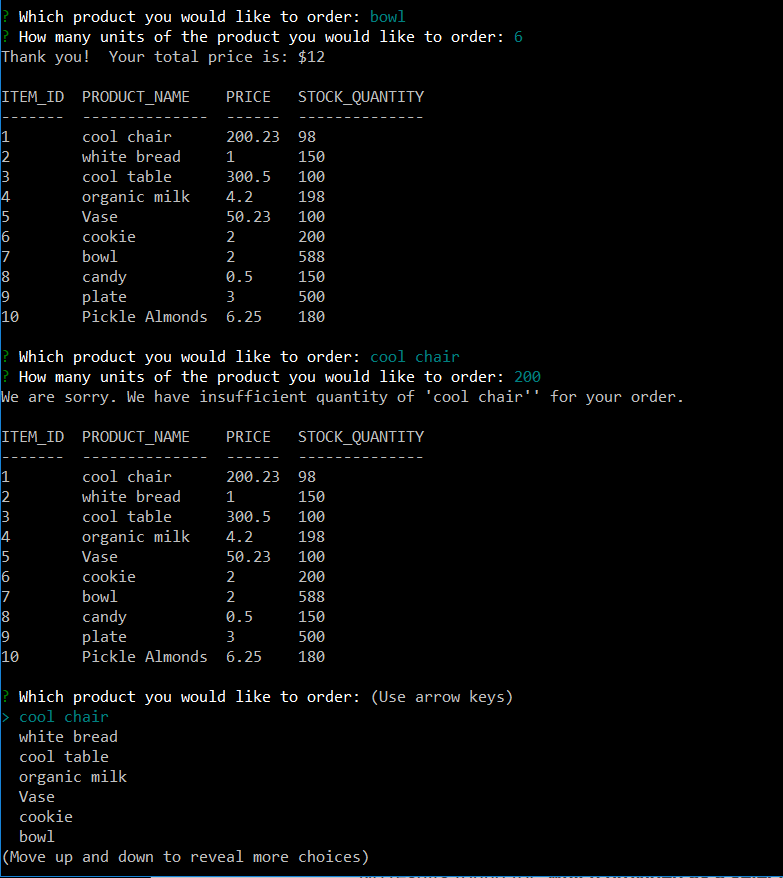 ? Which product you would like to order: bowl
? How many units of the product you would like to order: 6
Thank you!  Your total price is: $12
ITEM_ID  PRODUCT_NAME    PRICE   STOCK_QUANTITY
-------  --------------  ------  --------------
1        cool chair      200.23  98
2        white bread     1       150
3        cool table      300.5   100
4        organic milk    4.2     198
5        Vase            50.23   100
6        cookie          2       200
7        bowl            2       588
8        candy           0.5     150
9        plate           3       500
10       Pickle Almonds  6.25    180
? Which product you would like to order: cool chair
? How many units of the product you would like to order: 200
We are sorry. We have insufficient quantity of 'cool chair'' for your order.
ITEM_ID  PRODUCT_NAME    PRICE   STOCK_QUANTITY
-------  --------------  ------  --------------
1        cool chair      200.23  98
2        white bread     1       150
3        cool table      300.5   100
4        organic milk    4.2     198
5        Vase            50.23   100
6        cookie          2       200
7        bowl            2       588
8        candy           0.5     150
9        plate           3       500
10       Pickle Almonds  6.25    180
? Which product you would like to order: (Use arrow keys)
> cool chair
  white bread
  cool table
  organic milk
  Vase
  cookie
  bowl
(Move up and down to reveal more choices)